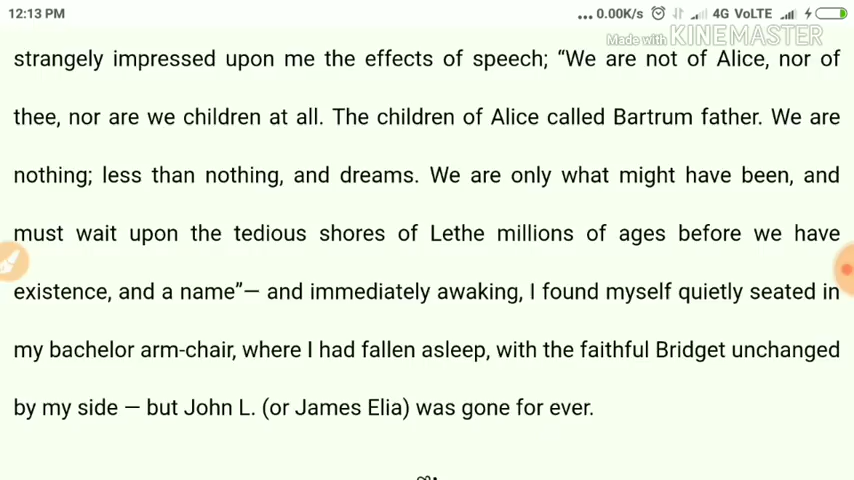 12:13 PM ... 0.00K/s 4G VoLTE
Made with KINEMASTER
strangely impressed upon me the effects of speech; “We are not of Alice, nor of
thee, nor are we children at all. The children of Alice called Bartrum father. We are
nothing; less than nothing, and dreams. We are only what might have been, and
must wait upon the tedious shores of Lethe millions of ages before we have
existence, and a name”— and immediately awaking, I found myself quietly seated in
my bachelor arm-chair, where I had fallen asleep, with the faithful Bridget unchanged
by my side — but John L. (or James Elia) was gone for ever.